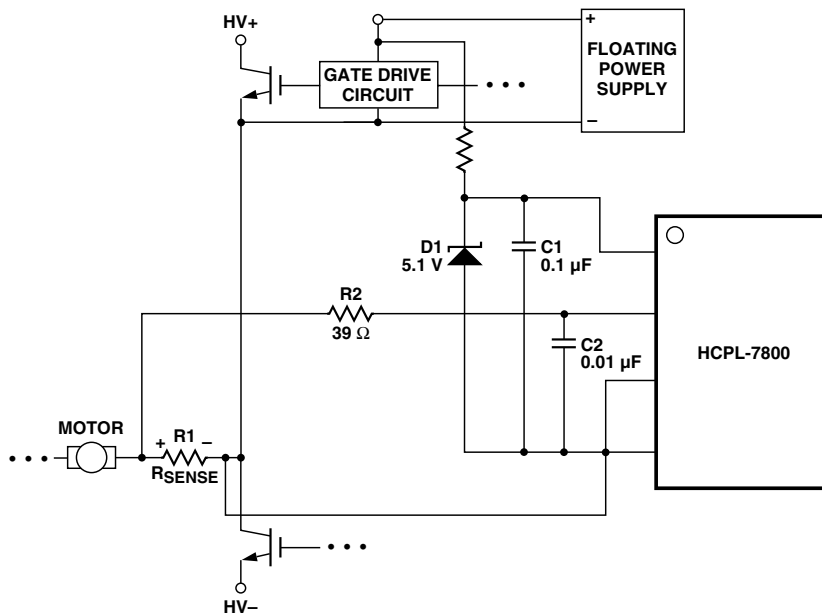 HV+
+
FLOATING
POWER
SUPPLY
−
GATE DRIVE
CIRCUIT
D1
5.1 V
C1
0.1 µF
R2
39 Ω
C2
0.01 µF
HCPL-7800
MOTOR
+
R1
−
RSENSE
HV−